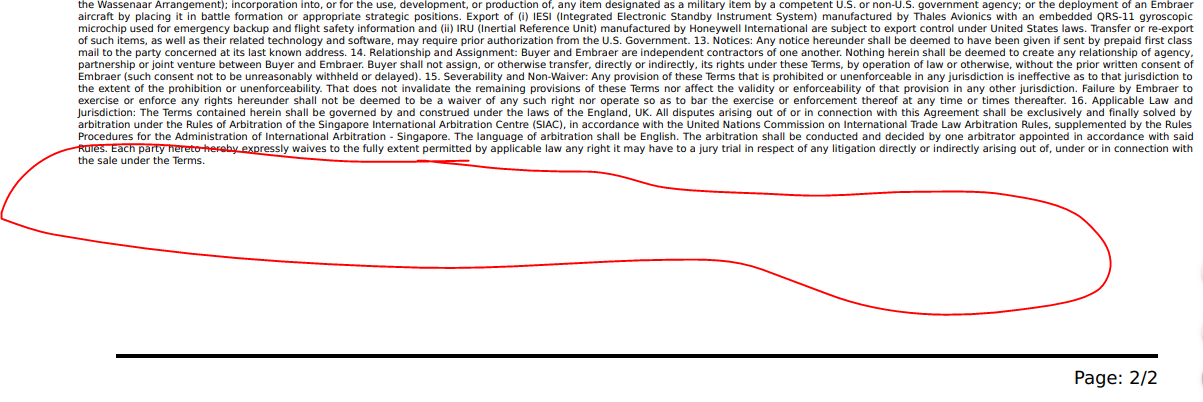 the Wassenaar Arrangement); incorporation into, or for the use, development, or production of, any item designated as a military item by a competent U.S. or non-U.S. government agency; or the deployment of an Embraer
aircraft by placing it in battle formation or appropriate strategic positions. Export of (i) IESI (Integrated Electronic Standby Instrument System) manufactured by Thales Avionics with an embedded QRS-11 gyroscopic
microchip used for emergency backup and flight safety information and (ii) IRU (Inertial Reference Unit) manufactured by Honeywell International are subject to export control under United States laws. Transfer or re-export
of such items, as well as their related technology and software, may require prior authorization from the U.S. Government. 13. Notices: Any notice hereunder shall be deemed to have been given if sent by prepaid first class
mail to the party concerned at its last known address. 14. Relationship and Assignment: Buyer and Embraer are independent contractors of one another. Nothing herein shall be deemed to create any relationship of agency,
partnership or joint venture between Buyer and Embraer. Buyer shall not assign, or otherwise transfer, directly or indirectly, its rights under these Terms, by operation of law or otherwise, without the prior written consent of
Embraer (such consent not to be unreasonably withheld or delayed). 15. Severability and Non-Waiver: Any provision of these Terms that is prohibited or unenforceable in any jurisdiction is ineffective as to that jurisdiction to
the extent of the prohibition or unenforceability. That does not invalidate the remaining provisions of these Terms nor affect the validity or enforceability of that provision in any other jurisdiction. Failure by Embraer to
exercise or enforce any rights hereunder shall not be deemed to be a waiver of any such right nor operate so as to bar the exercise or enforcement thereof at any time or times thereafter. 16. Applicable Law and
Jurisdiction: The Terms contained herein shall be governed by and construed under the laws of the England, UK. All disputes arising out of or in connection with this Agreement shall be exclusively and finally solved by
arbitration under the Rules of Arbitration of the Singapore International Arbitration Centre (SIAC), in accordance with the United Nations Commission on International Trade Law Arbitration Rules, supplemented by the Rules
Procedures for the Administration of International Arbitration - Singapore. The language of arbitration shall be English. The arbitration shall be conducted and decided by one arbitrator appointed in accordance with said
Rules. Each party hereto hereby expressly waives to the fully extent permitted by applicable law any right it may have to a jury trial in respect of any litigation directly or indirectly arising out of, under or in connection with
the sale under the Terms.
Page: 2/2